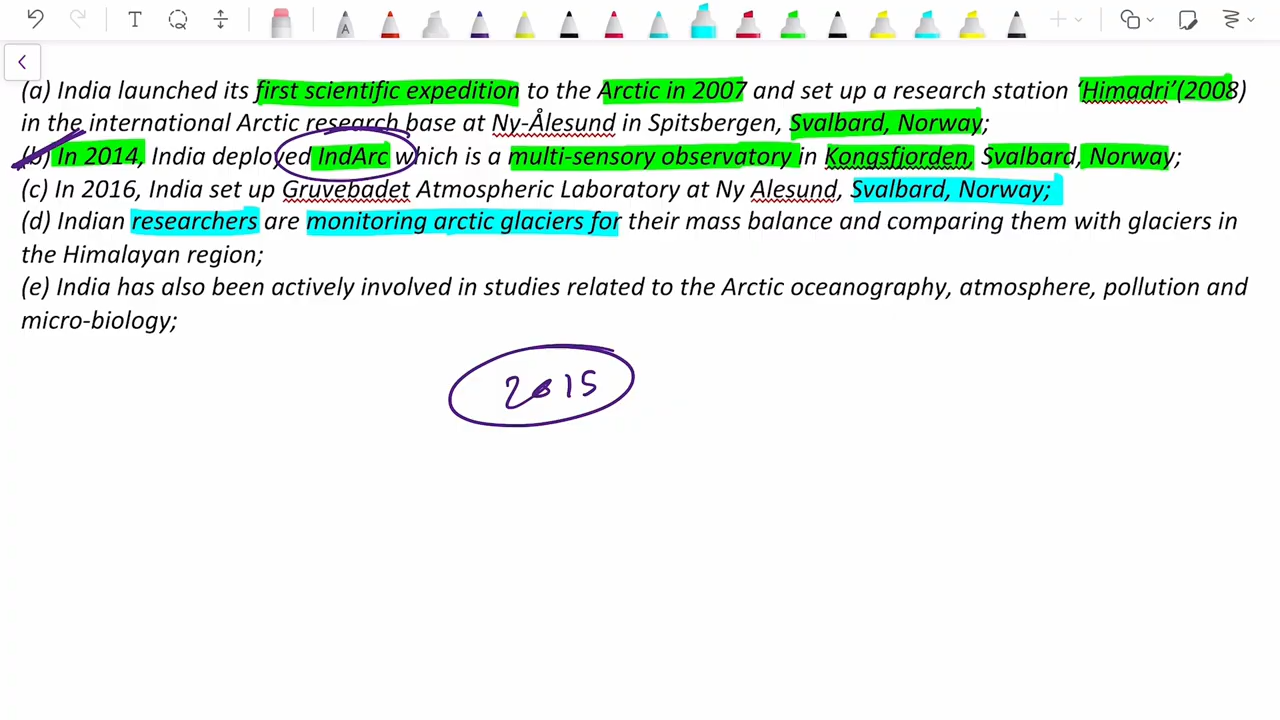 (a) India launched its first scientific expedition to the Arctic in 2007 and set up a research station ‘Himadri’(2008)
in the international Arctic research base at Ny-Ålesund in Spitsbergen, Svalbard, Norway;
(b) In 2014, India deployed IndArc which is a multi-sensory observatory in Kongsfjorden, Svalbard, Norway;
(c) In 2016, India set up Gruvebadet Atmospheric Laboratory at Ny Alesund, Svalbard, Norway;
(d) Indian researchers are monitoring arctic glaciers for their mass balance and comparing them with glaciers in
the Himalayan region;
(e) India has also been actively involved in studies related to the Arctic oceanography, atmosphere, pollution and
micro-biology;
2015